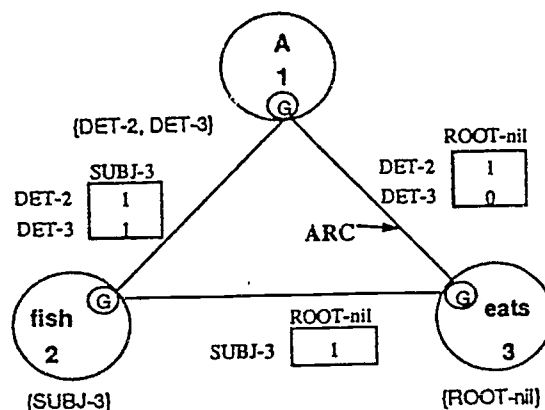 A
1
G
{DET-2, DET-3}
ROOT-nil
DET-2 1
DET-3 0
SUBJ-3
DET-2 1
DET-3 1
ARC
G
fish
2
G
eats
3
ROOT-nil
SUBJ-3 1
{SUBJ-3}
{ROOT-nil}